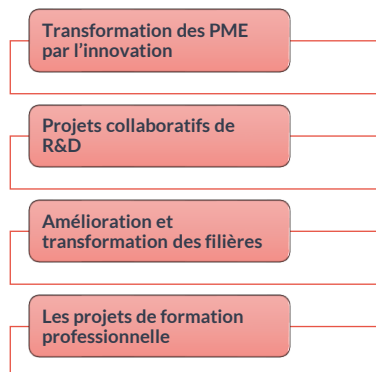 Transformation des PME
par l’innovation
Projets collaboratifs de
R&D
Amélioration et
transformation des filières
Les projets de formation
professionnelle